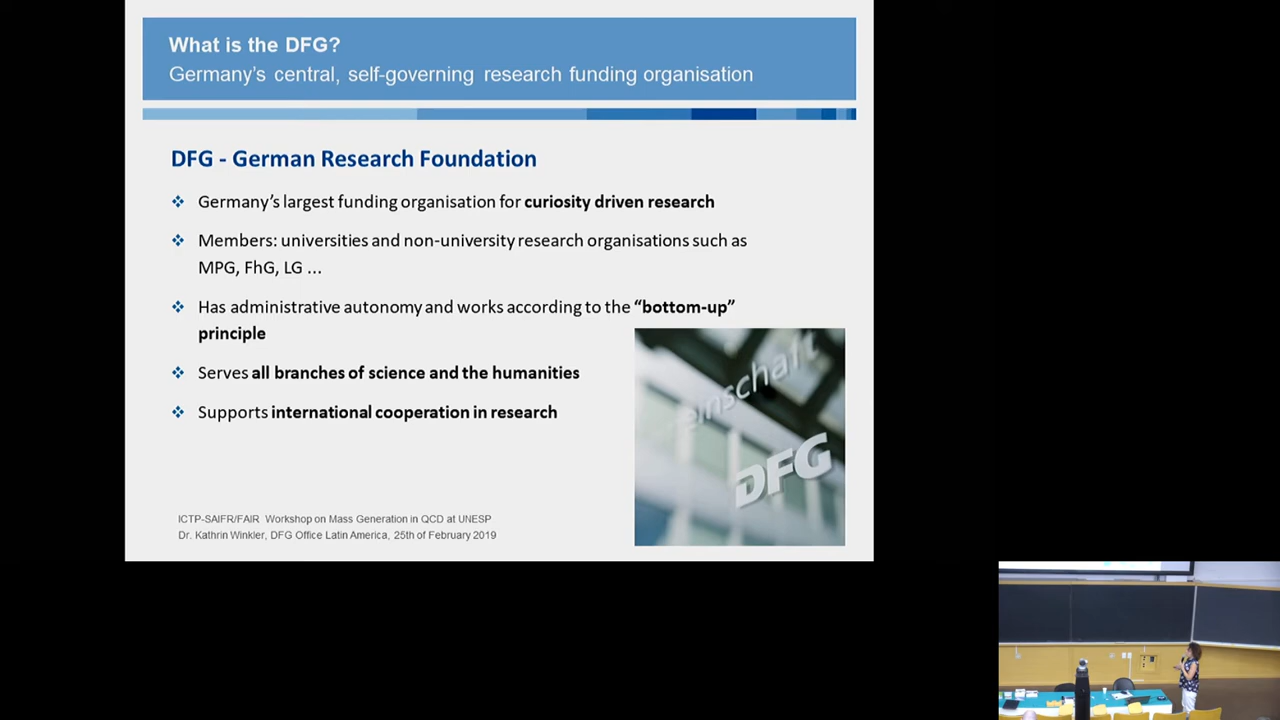 What is the DFG?
Germany's central, self-governing research funding organisation
DFG - German Research Foundation
❖ Germany's largest funding organisation for curiosity driven research
❖ Members: universities and non-university research organisations such as
MPG, FhG, LG ...
❖ Has administrative autonomy and works according to the “bottom-up”
principle
❖ Serves all branches of science and the humanities
❖ Supports international cooperation in research
einschaft
DFG
ICTP-SAIFR/FAIR Workshop on Mass Generation in QCD at UNESP
Dr. Kathrin Winkler, DFG Office Latin America, 25th of February 2019